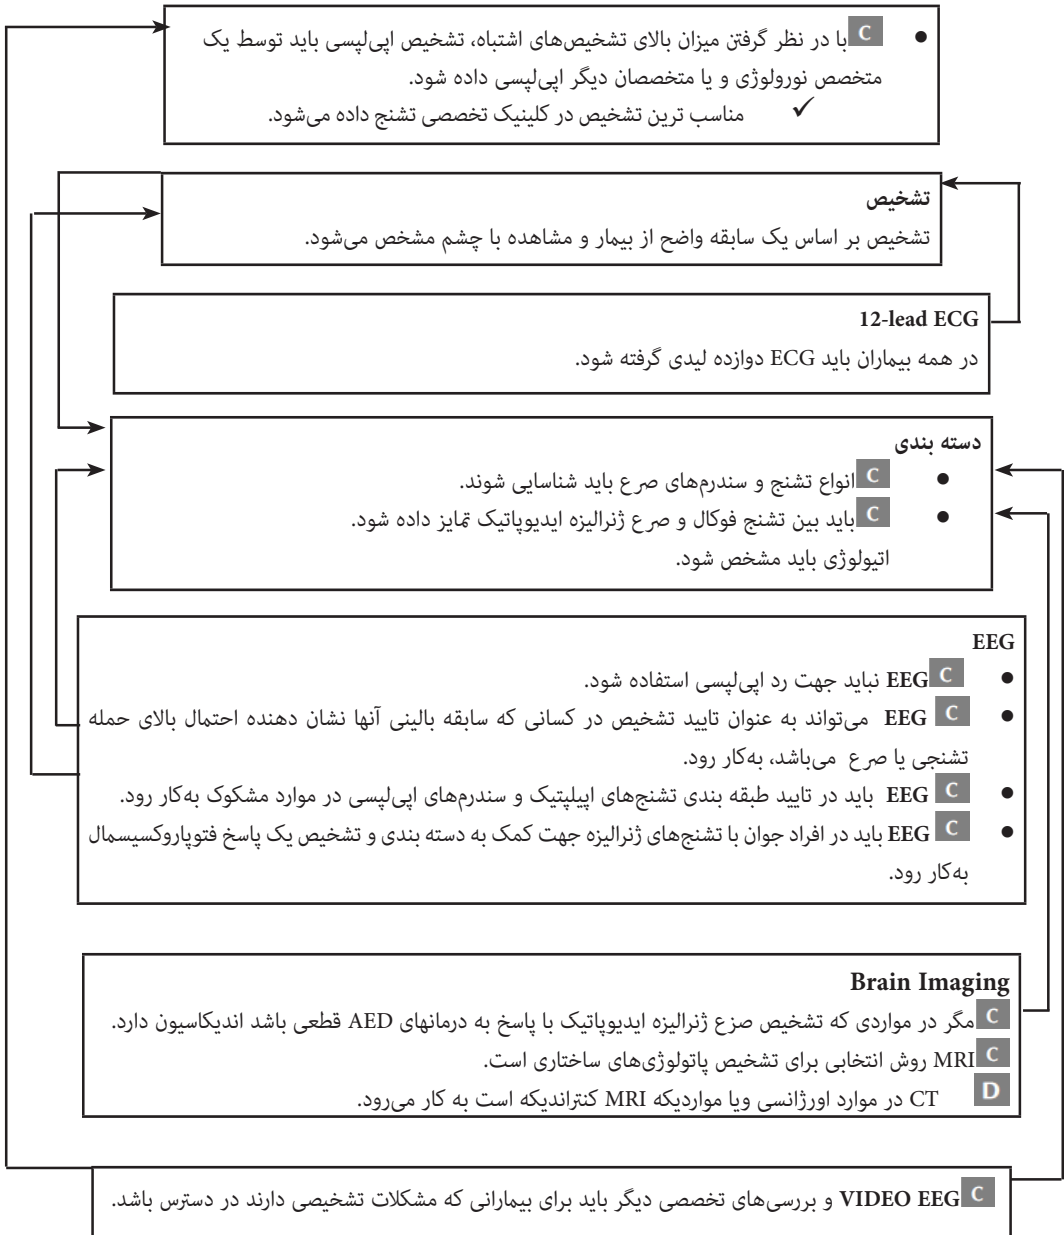 C با در نظر گرفتن میزان بالای تشخیص‌های اشتباه، تشخیص اپی‌لپسی باید توسط یک
متخصص نورولوژی و یا متخصصان دیگر اپی‌لپسی داده شود.
✓ مناسب ترین تشخیص در کلینیک تخصصی تشنج داده می‌شود.
تشخیص
تشخیص بر اساس یک سابقه واضح از بیمار و مشاهده با چشم مشخص می‌شود.
12-lead ECG
در همه بیماران باید ECG دوازده لیدی گرفته شود.
دسته بندی
C انواع تشنج و سندرم‌های صرع باید شناسایی شوند.
C باید بین تشنج فوکال و صرع ژنرالیزه ایدیوپاتیک تمایز داده شود.
اتیولوژی باید مشخص شود.
EEG
C EEG نباید جهت رد اپی‌لپسی استفاده شود.
C EEG می‌تواند به عنوان تایید تشخیص در کسانی که سابقه بالینی آنها نشان دهنده احتمال بالای حمله
تشنجی یا صرع می‌باشد، به‌کار رود.
C EEG باید در تایید طبقه بندی تشنج‌های اپیلپتیک و سندرم‌های اپی‌لپسی در موارد مشکوک به‌کار رود.
C EEG باید در افراد جوان با تشنج‌های ژنرالیزه جهت کمک به دسته بندی و تشخیص یک پاسخ فتوپاروکسیسمال
به‌کار رود.
Brain Imaging
C مگر در مواردی که تشخیص صزع ژنرالیزه ایدیوپاتیک با پاسخ به درمانهای AED قطعی باشد اندیکاسیون دارد.
C MRI روش انتخابی برای تشخیص پاتولوژی‌های ساختاری است.
D CT در موارد اورژانسی ویا مواردیکه MRI کنتراندیکه است به کار می‌رود.
C VIDEO EEG و بررسی‌های تخصصی دیگر باید برای بیمارانی که مشکلات تشخیصی دارند در دسترس باشد.